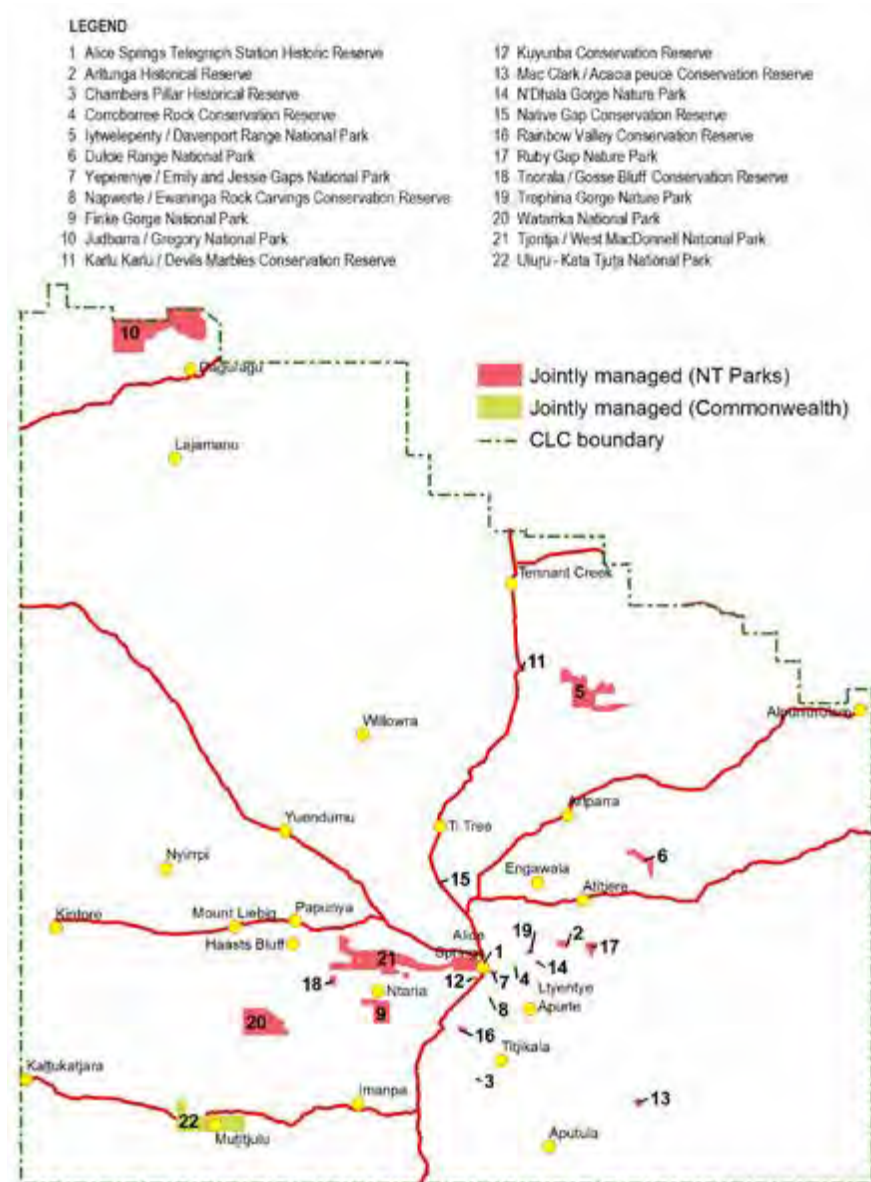 LEGEND
1 Alice Springs Telegraph Station Historic Reserve
2 Arltunga Historical Reserve
3 Chambers Pillar Historical Reserve
4 Corroboree Rock Conservation Reserve
5 Iytwelepenty / Davenport Range National Park
6 Dulcie Range National Park
7 Yeperenye / Emily and Jessie Gaps National Park
8 Napwerte / Ewaninga Rock Carvings Conservation Reserve
9 Finke Gorge National Park
10 Judbarra / Gregory National Park
11 Karlu Karlu / Devils Marbles Conservation Reserve
12 Kuyunba Conservation Reserve
13 Mac Clark / Acacia peuce Conservation Reserve
14 N'Dhala Gorge Nature Park
15 Native Gap Conservation Reserve
16 Rainbow Valley Conservation Reserve
17 Ruby Gap Nature Park
18 Tnorala / Gosse Bluff Conservation Reserve
19 Trephina Gorge Nature Park
20 Watarrka National Park
21 Tjoritja / West MacDonnell National Park
22 Uluṟu - Kata Tjuṯa National Park
10
Daguragu
Jointly managed (NT Parks)
Jointly managed (Commonwealth)
CLC boundary
Lajamanu
Tennant Creek
11
5
Alpurrurulam
Willowra
Arlparra
Yuendumu
Ti Tree
6
Nyirrpi
Engawala
15
Atitjere
Kintore
Mount Liebig
Papunya
Haasts Bluff
Alice
Springs
19
2
17
21
1
14
18
12
7
4
Ntaria
Ltyentye
Apurte
8
9
20
16
Titjikala
Kaltukatjara
3
Imanpa
13
22
Muṯitjulu
Aputula